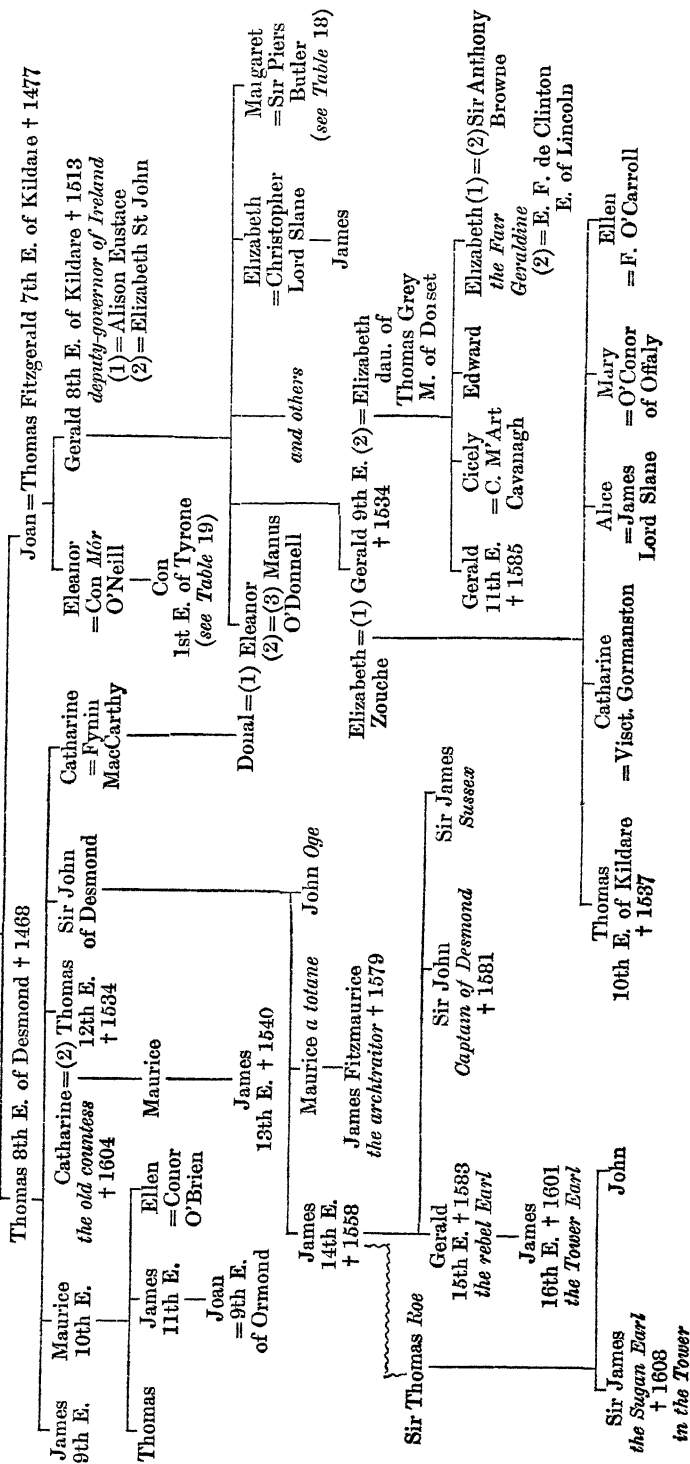 Thomas 8th E. of Desmond † 1468
Joan = Thomas Fitzgerald 7th E. of Kildare † 1477
James
9th E.
Maurice
10th E.
Catharine = (2) Thomas
the old countess
† 1604
12th E.
† 1534
Sir John
of Desmond
Catharine
= Fynin
MacCarthy
Eleanor
= Con Mór
O'Neill
Gerald 8th E. of Kildare † 1513
deputy-governor of Ireland
(1) = Alison Eustace
(2) = Elizabeth St John
Thomas
James
11th E.
Ellen
= Conor
O'Brien
Maurice
Con
1st E. of Tyrone
(see Table 19)
Joan
= 9th E.
of Ormond
James
13th E. † 1540
Donal = (1) Eleanor
(2) = (3) Manus
O'Donnell
and others
Elizabeth
= Christopher
Lord Slane
Margaret
= Sir Piers
Butler
(see Table 18)
James
James
14th E.
† 1558
Maurice a totane
John Oge
James Fitzmaurice
the archtraitor † 1579
Elizabeth = (1) Gerald 9th E. (2) = Elizabeth
Zouche
† 1534
dau. of
Thomas Grey
M. of Dorset
Sir Thomas Roe
Gerald
15th E. † 1583
the rebel Earl
Sir John
Captain of Desmond
† 1581
Sir James
Sussex
Gerald
11th E.
† 1585
Cicely
= C. M'Art
Cavanagh
Edward
Elizabeth (1) = (2) Sir Anthony
the Fair
Browne
Geraldine
(2) = E. F. de Clinton
E. of Lincoln
James
16th E. † 1601
the Tower Earl
Sir James
the Sugan Earl
† 1608
in the Tower
John
Thomas
10th E. of Kildare
† 1537
Catharine
= Visct. Gormanston
Alice
= James
Lord Slane
Mary
= O'Conor
of Offaly
Ellen
= F. O'Carroll